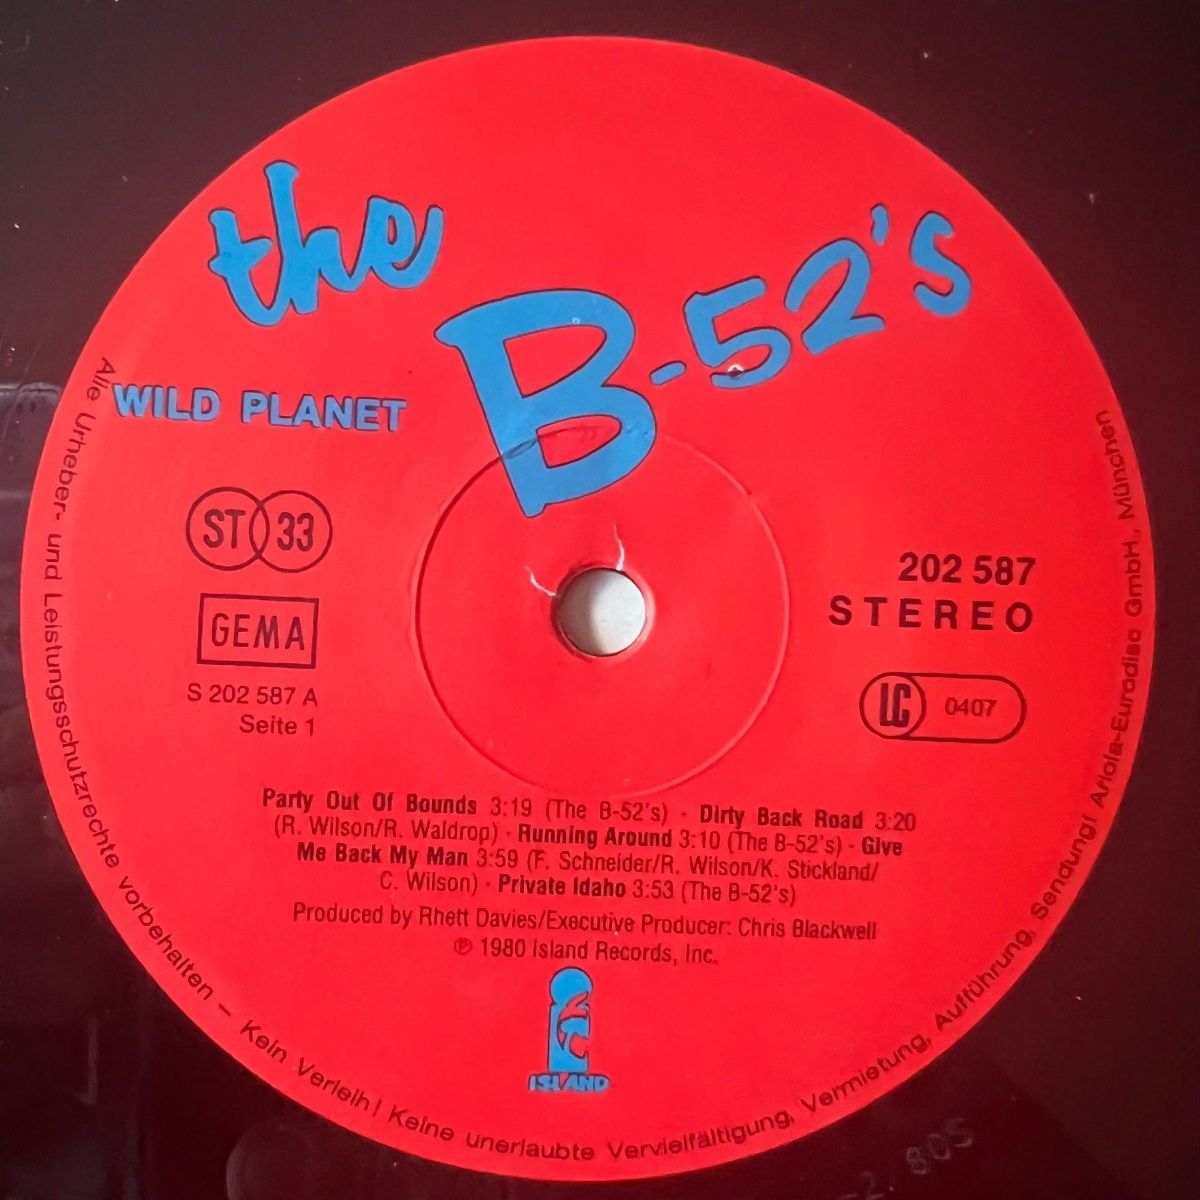 the
B-52's
WILD PLANET
ST 33
GEMA
S 202 587 A
Seite 1
202 587
STEREO
LC 0407
Party Out Of Bounds 3:19 (The B-52's) · Dirty Back Road 3:20
(R. Wilson/R. Waldrop) · Running Around 3:10 (The B-52's) · Give
Me Back My Man 3:59 (F. Schneider/R. Wilson/K. Stickland/
C. Wilson) · Private Idaho 3:53 (The B-52's)
Produced by Rhett Davies/Executive Producer: Chris Blackwell
℗ 1980 Island Records, Inc.
ISLAND
Alle Urheber- und Leistungsschutzrechte vorbehalten – Kein Verleih! Keine unerlaubte Vervielfältigung, Vermietung, Aufführung, Sendung! Ariola-Eurodisc GmbH., München